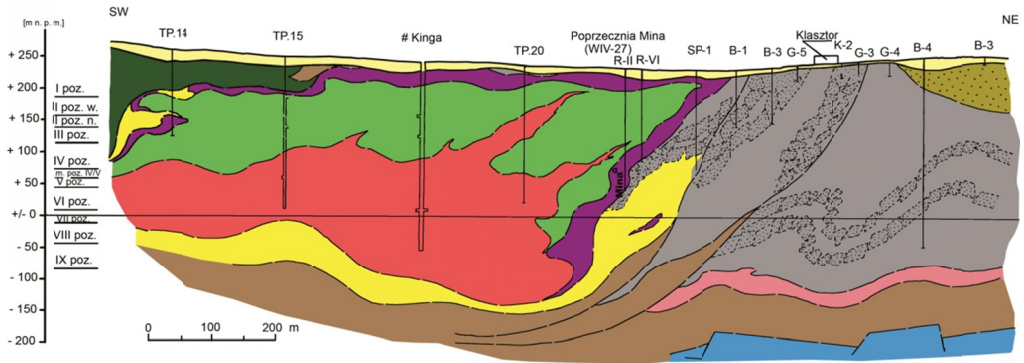 SW
NE
[m n. p. m.]
TP.14
TP.15
# Kinga
TP.20
Poprzecznia Mina
(WIV-27)
R-II R-VI
SP-1
B-1
B-3
G-5
Klasztor
K-2
G-3
G-4
B-4
B-3
+ 250
+ 200
+ 150
+ 100
+ 50
+/- 0
- 50
- 100
- 150
- 200
I poz.
II poz. w.
II poz. n.
III poz.
IV poz.
m. poz. IV/V
V poz.
VI poz.
VII poz.
VIII poz.
IX poz.
Mina
0 100 200 m